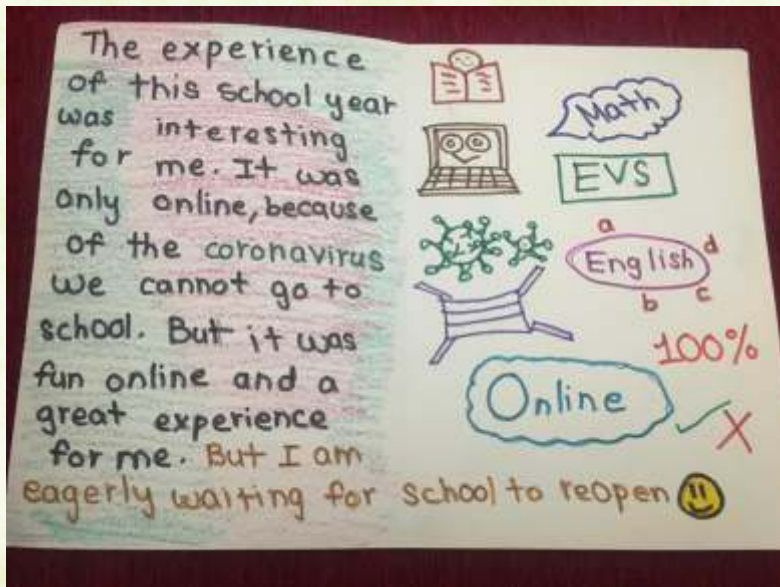 The experience
of this school year
was interesting
for me. It was
only online, because
of the coronavirus
we cannot go to
school. But it was
fun online and a
great experience
for me. But I am
eagerly waiting for school to reopen
Math
EVS
a
d
English
b
c
100%
Online